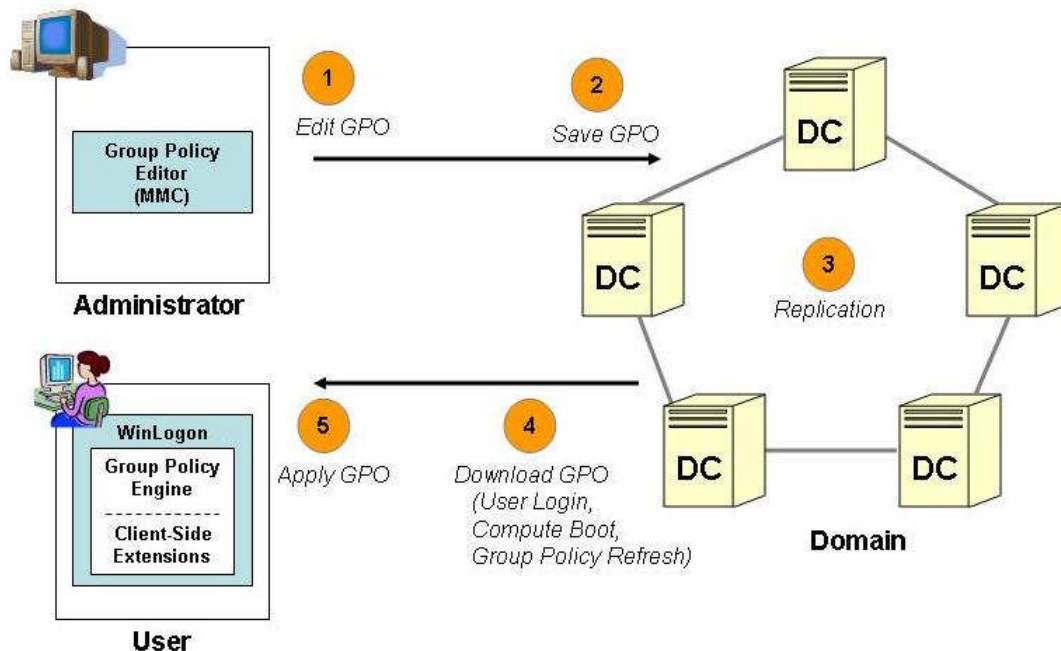 1
Edit GPO
2
Save GPO
DC
Group Policy
Editor
(MMC)
Administrator
DC
DC
3
Replication
WinLogon
Group Policy
Engine
Client-Side
Extensions
User
5
Apply GPO
4
Download GPO
(User Login,
Compute Boot,
Group Policy Refresh)
DC
DC
Domain